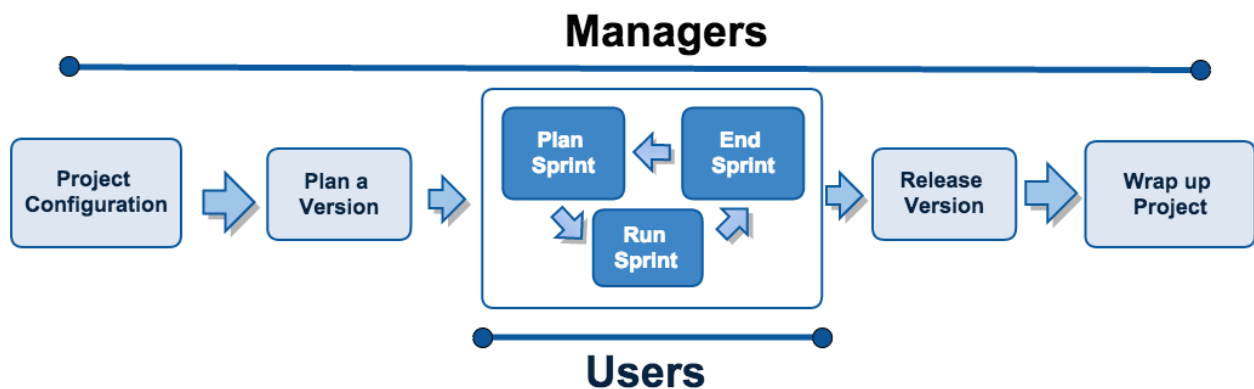 Managers
Project
Configuration
Plan a
Version
Plan
Sprint
End
Sprint
Run
Sprint
Release
Version
Wrap up
Project
Users